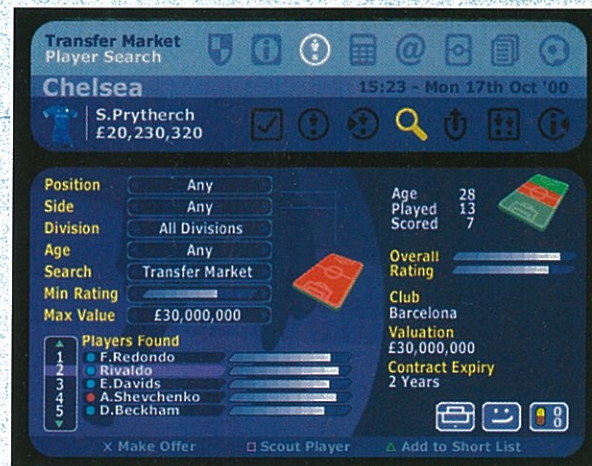 Transfer Market
Player Search
Chelsea
15:23 - Mon 17th Oct '00
S.Prytherch
£20,230,320
Position Any
Side Any
Division All Divisions
Age Any
Search Transfer Market
Min Rating
Max Value £30,000,000
Players Found
1 F.Redondo
2 Rivaldo
3 E.Davids
4 A.Shevchenko
5 D.Beckham
Age 28
Played 13
Scored 7
Overall
Rating
Club
Barcelona
Valuation
£30,000,000
Contract Expiry
2 Years
0
0
X Make Offer □ Scout Player △ Add to Short List